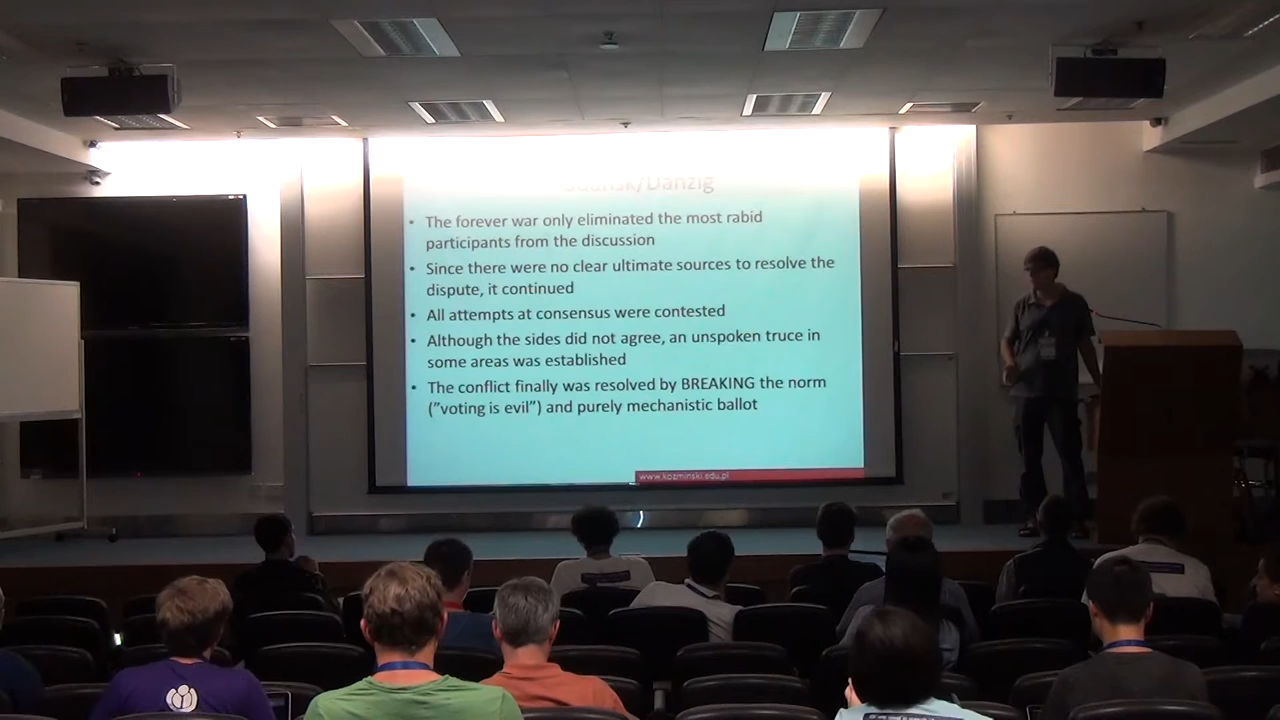 Gdańsk/Danzig
• The forever war only eliminated the most rabid
participants from the discussion
• Since there were no clear ultimate sources to resolve the
dispute, it continued
• All attempts at consensus were contested
• Although the sides did not agree, an unspoken truce in
some areas was established
• The conflict finally was resolved by BREAKING the norm
("voting is evil") and purely mechanistic ballot
www.kozminski.edu.pl